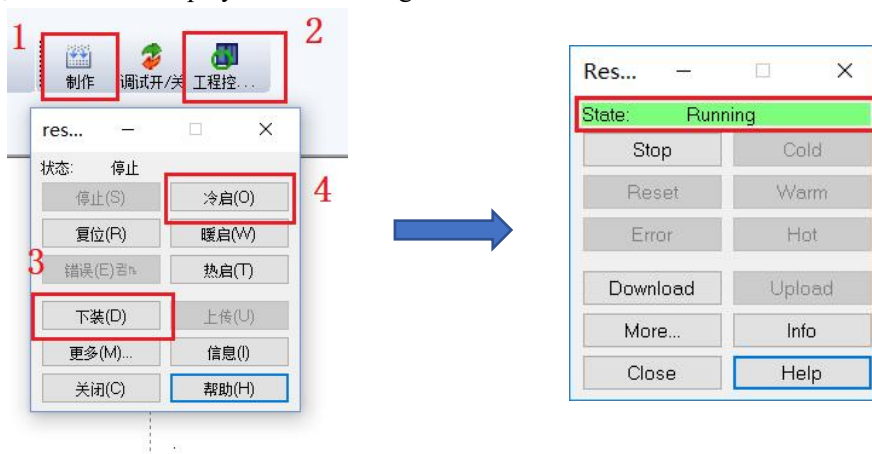 1
2
制作
调试开/关
工程控...
res...
状态: 停止
停止(S)
冷启(O)
4
复位(R)
暖启(W)
3
错误(E)
热启(T)
下装(D)
上传(U)
更多(M)...
信息(I)
关闭(C)
帮助(H)
Res...
State: Running
Stop
Cold
Reset
Warm
Error
Hot
Download
Upload
More...
Info
Close
Help